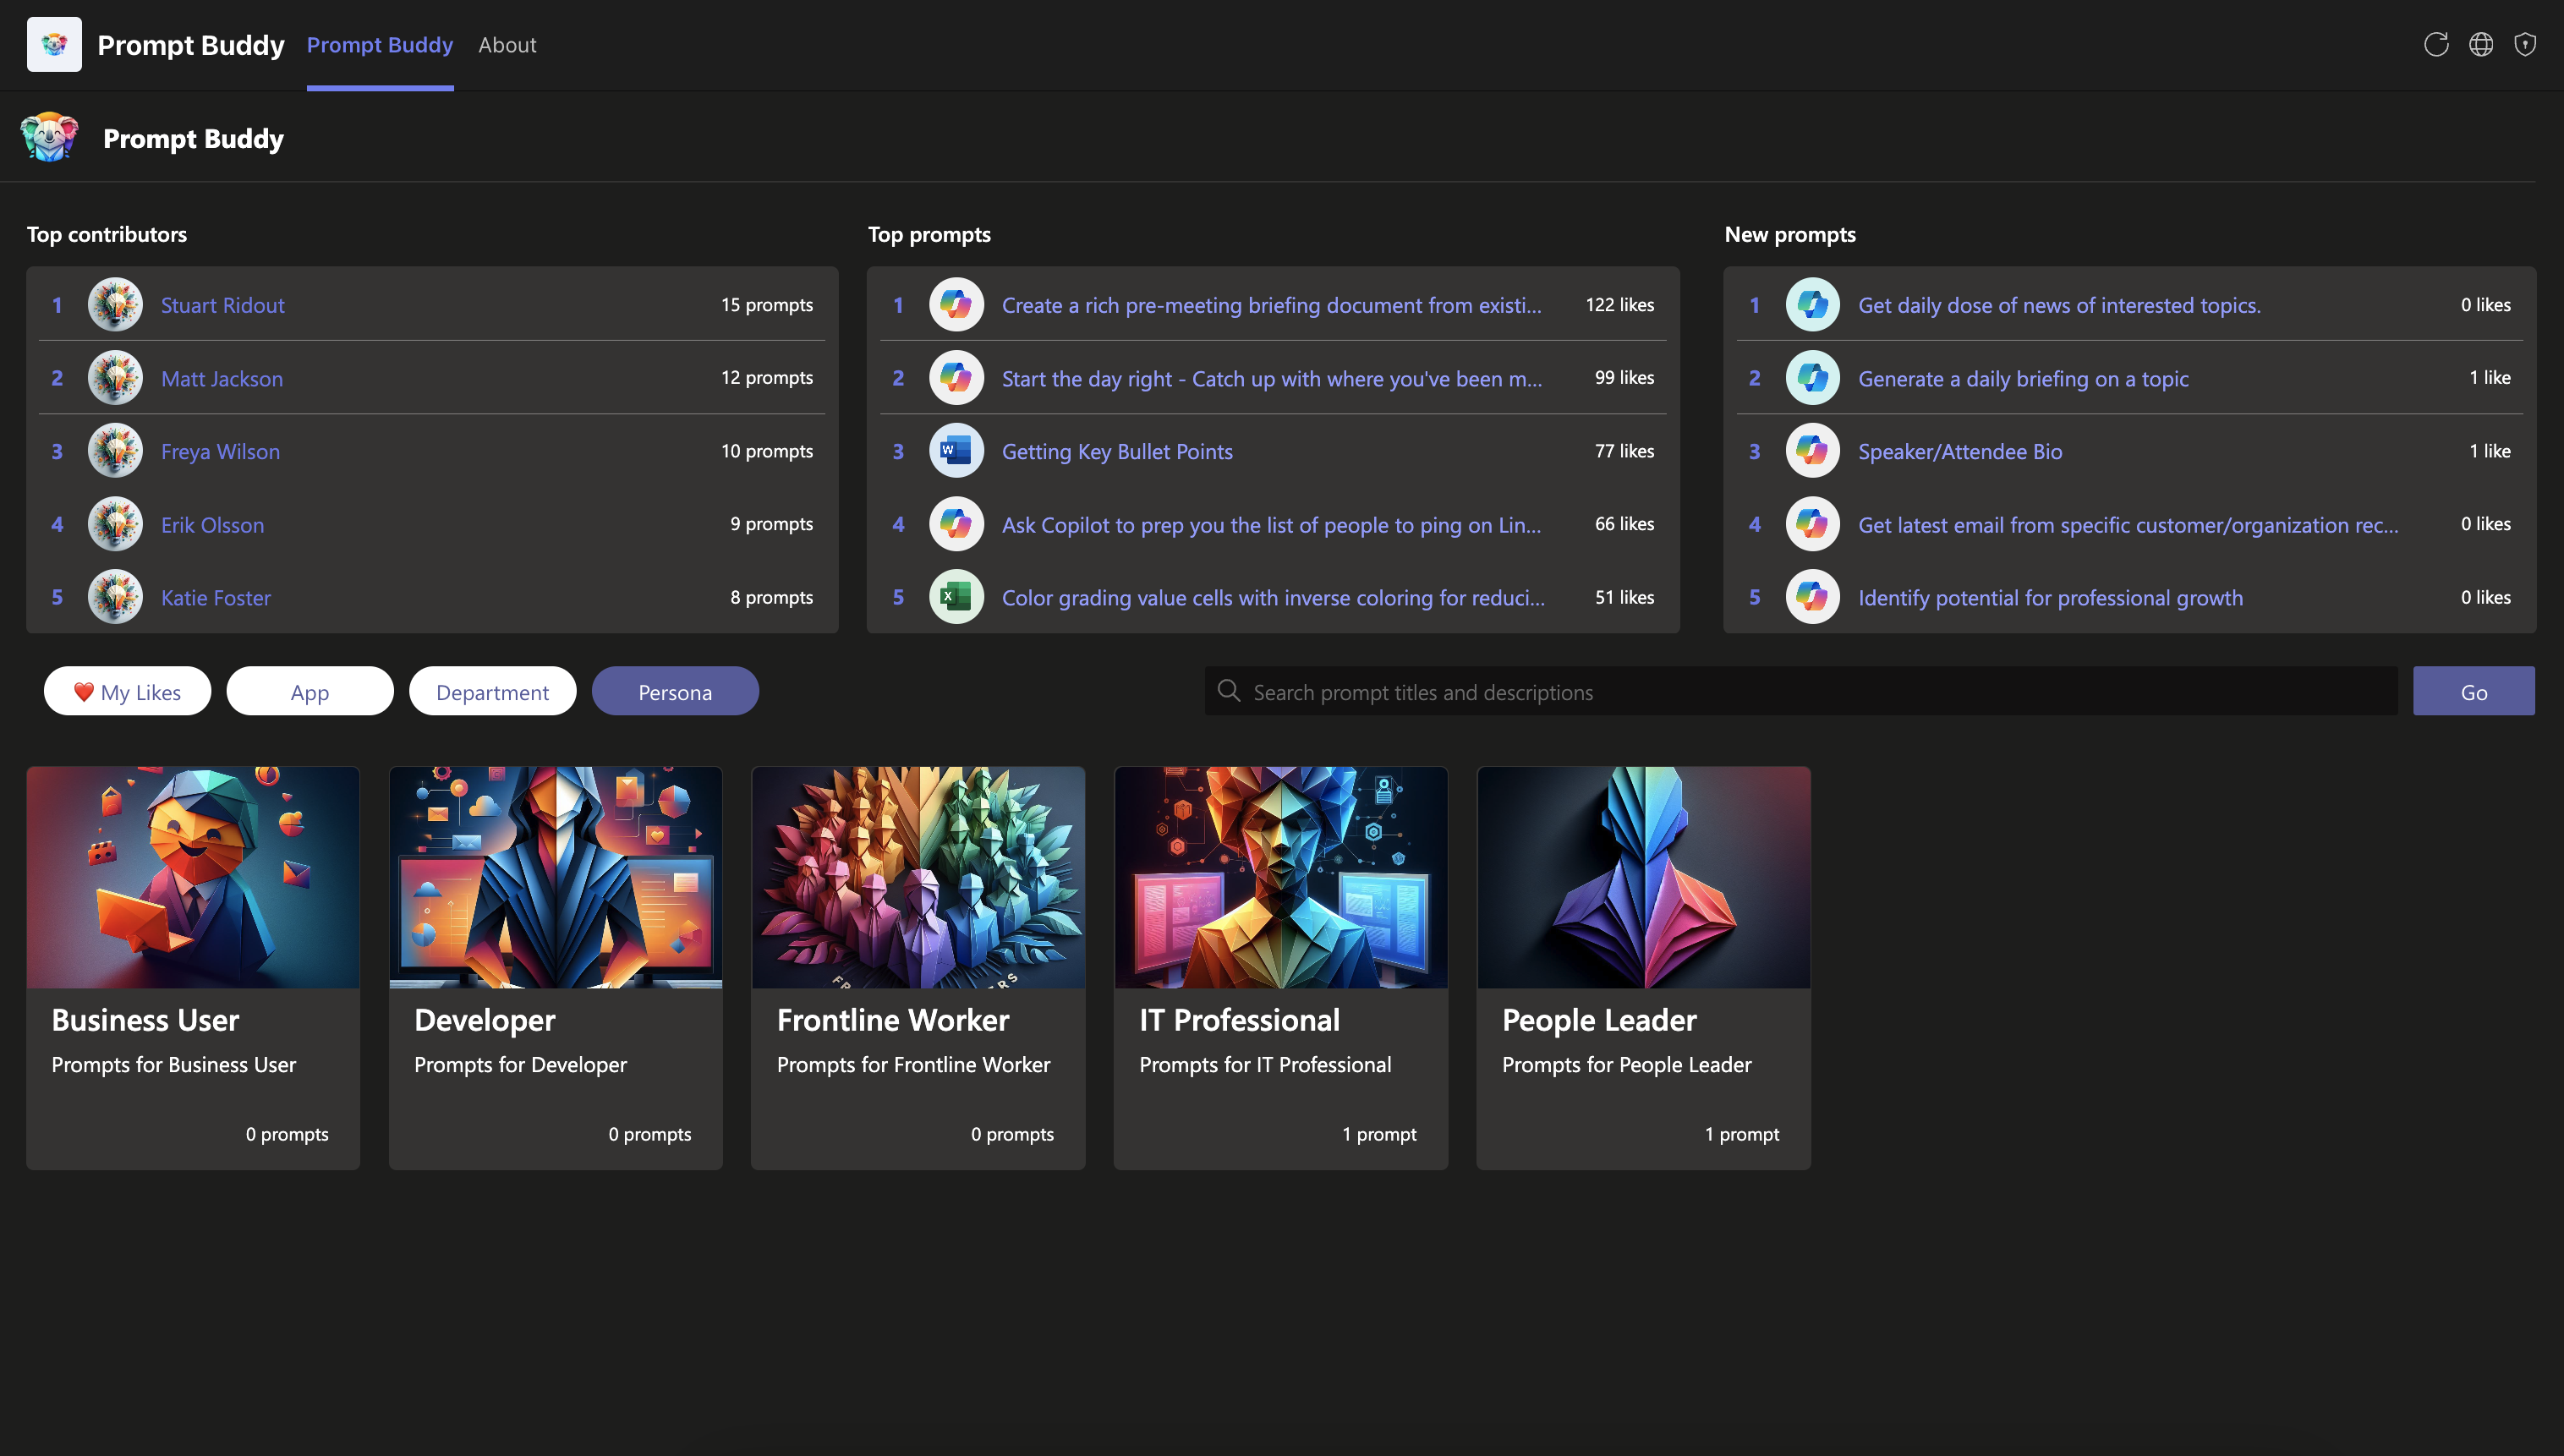 Prompt Buddy
Prompt Buddy
About
Prompt Buddy
Top contributors
1 Stuart Ridout 15 prompts
2 Matt Jackson 12 prompts
3 Freya Wilson 10 prompts
4 Erik Olsson 9 prompts
5 Katie Foster 8 prompts
Top prompts
1 Create a rich pre-meeting briefing document from existi... 122 likes
2 Start the day right - Catch up with where you've been m... 99 likes
3 Getting Key Bullet Points 77 likes
4 Ask Copilot to prep you the list of people to ping on Lin... 66 likes
5 Color grading value cells with inverse coloring for reduci... 51 likes
New prompts
1 Get daily dose of news of interested topics. 0 likes
2 Generate a daily briefing on a topic 1 like
3 Speaker/Attendee Bio 1 like
4 Get latest email from specific customer/organization rec... 0 likes
5 Identify potential for professional growth 0 likes
❤️ My Likes
App
Department
Persona
Search prompt titles and descriptions
Go
Business User
Prompts for Business User
0 prompts
Developer
Prompts for Developer
0 prompts
Frontline Worker
Prompts for Frontline Worker
0 prompts
IT Professional
Prompts for IT Professional
1 prompt
People Leader
Prompts for People Leader
1 prompt